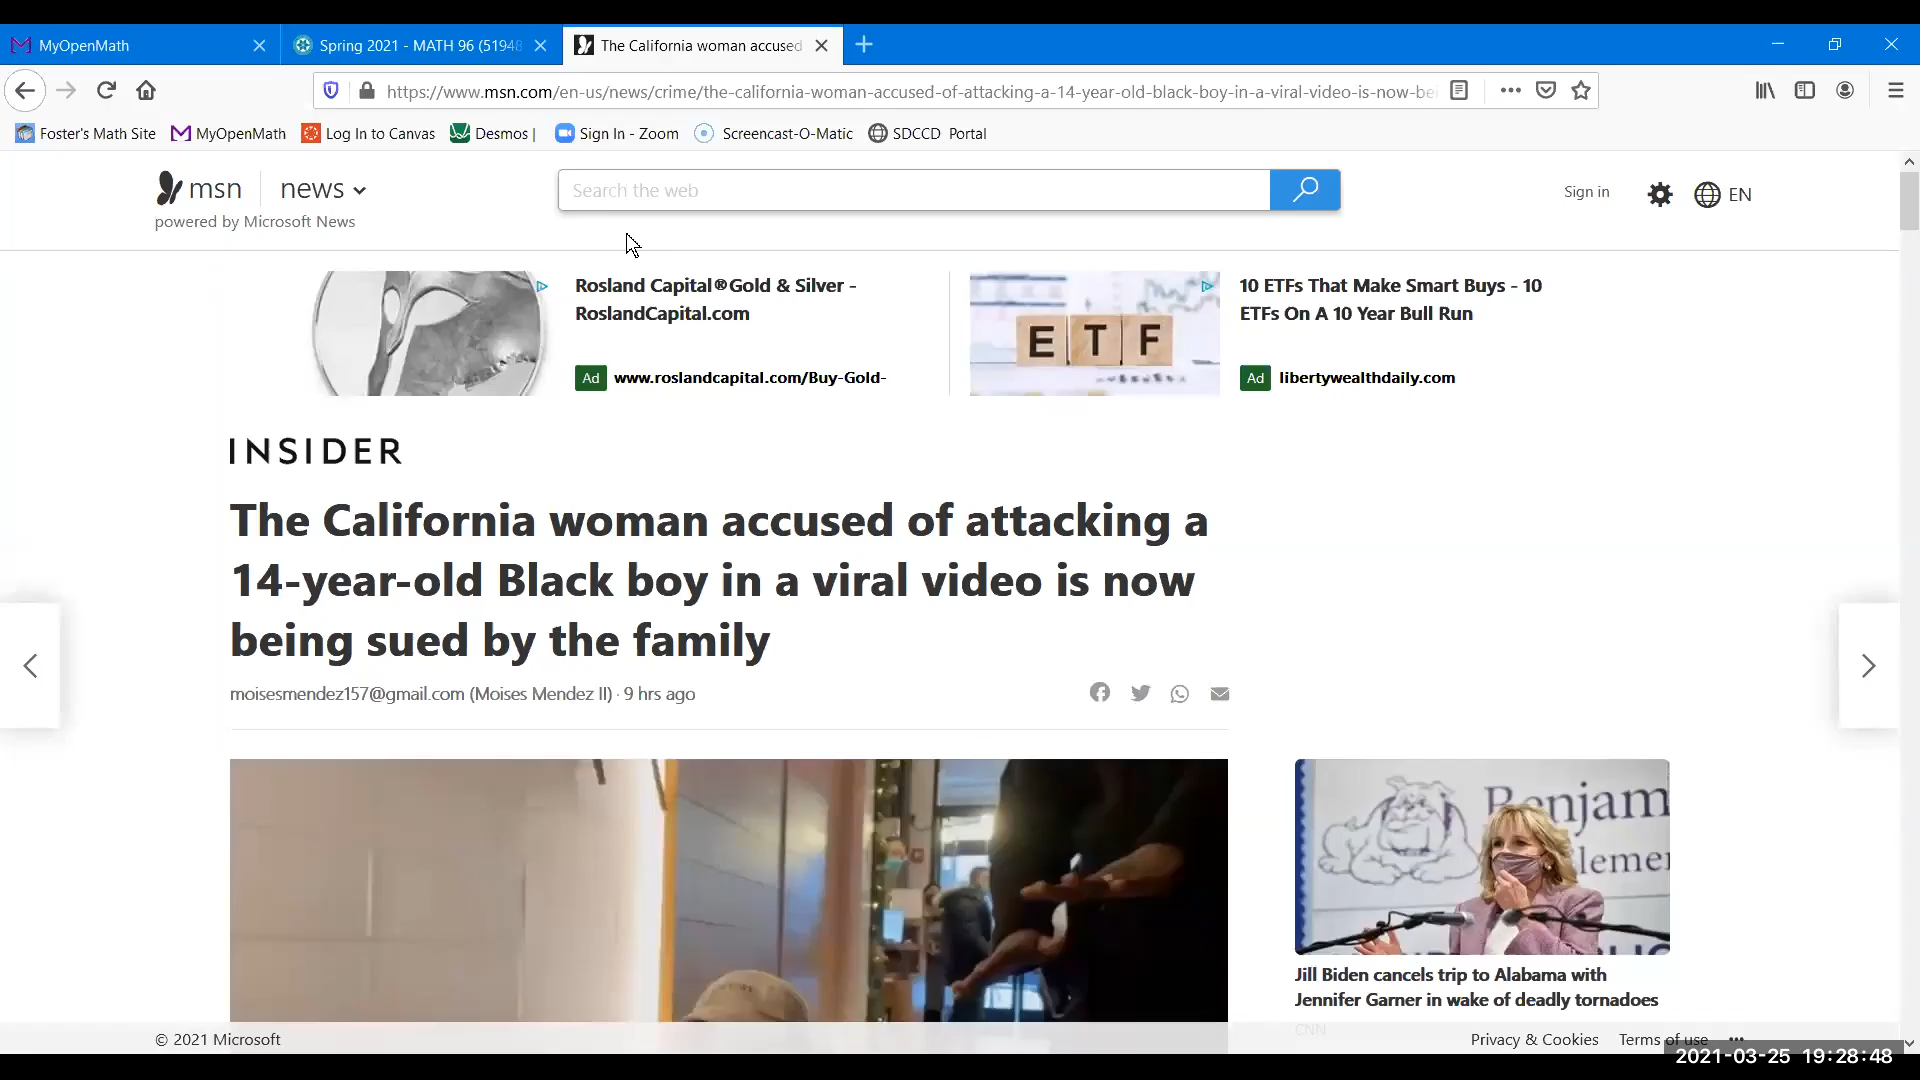 MyOpenMath
Spring 2021 - MATH 96 (51948
The California woman accused
https://www.msn.com/en-us/news/crime/the-california-woman-accused-of-attacking-a-14-year-old-black-boy-in-a-viral-video-is-now-bei
Foster's Math Site
MyOpenMath
Log In to Canvas
Desmos |
Sign In - Zoom
Screencast-O-Matic
SDCCD Portal
msn
news
powered by Microsoft News
Search the web
Sign in
EN
Rosland Capital®Gold & Silver -
RoslandCapital.com
Ad www.roslandcapital.com/Buy-Gold-
ETF
10 ETFs That Make Smart Buys - 10
ETFs On A 10 Year Bull Run
Ad libertywealthdaily.com
INSIDER
The California woman accused of attacking a
14-year-old Black boy in a viral video is now
being sued by the family
moisesmendez157@gmail.com (Moises Mendez II) · 9 hrs ago
Benjam
lemer
Jill Biden cancels trip to Alabama with
Jennifer Garner in wake of deadly tornadoes
CNN
© 2021 Microsoft
Privacy & Cookies
Terms of use
2021-03-25 19:28:48